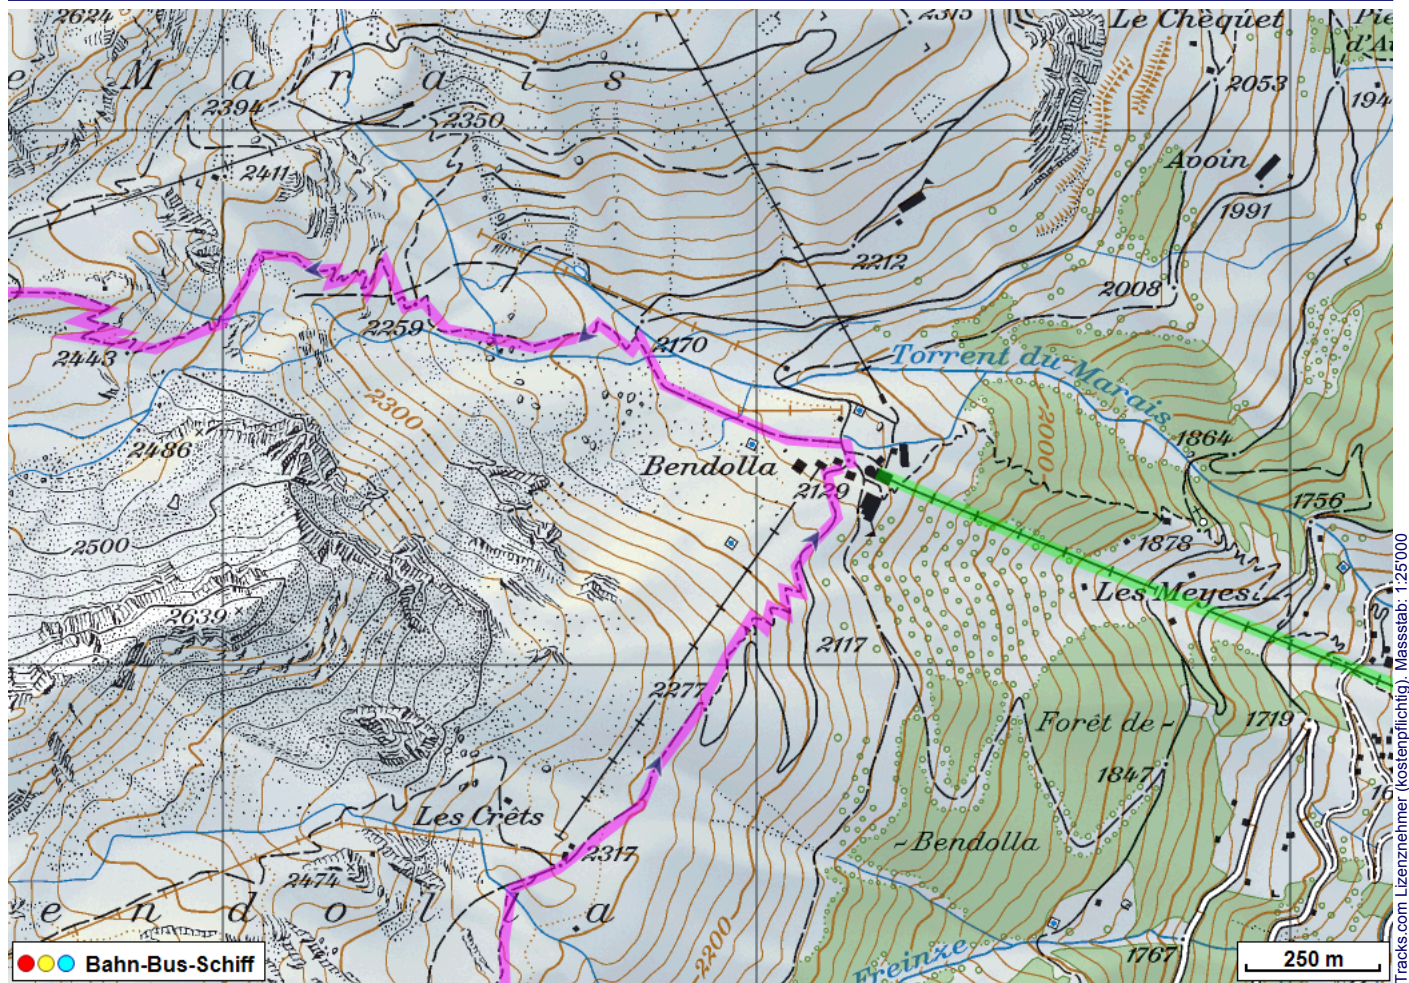 2624
2315
Le Chèquet
e M a r a i s
2053
2394
2350
Avoin
2411
1991
2212
2008
2259
2170
2443
Torrent du Marais
2300
2000
2486
1864
Bendolla
2129
1756
2500
1878
Les Meyes
2639
2117
2277
1719
Forêt de -
1847
Les Crêts
- Bendolla
2317
2474
e n d o l a
2200
Freinze
1767
Bahn-Bus-Schiff
250 m
Tracks.com Lizenznehmer (kostenpflichtig). Massstab: 1:25'000